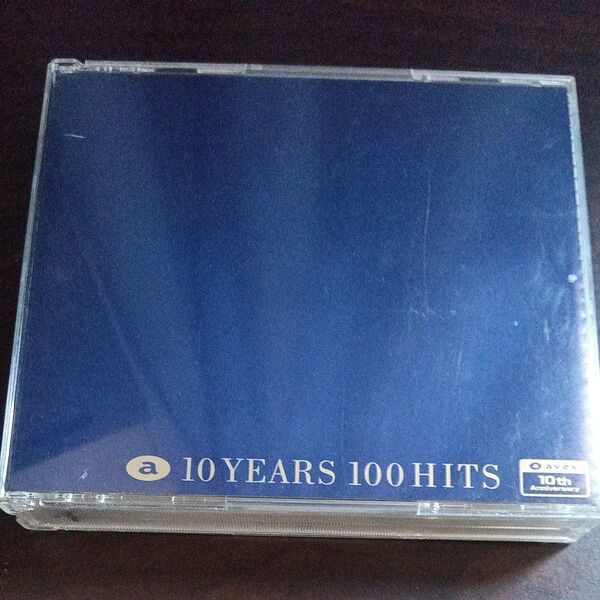 a 10 YEARS 100 HITS
a avex
10th
Anniversary